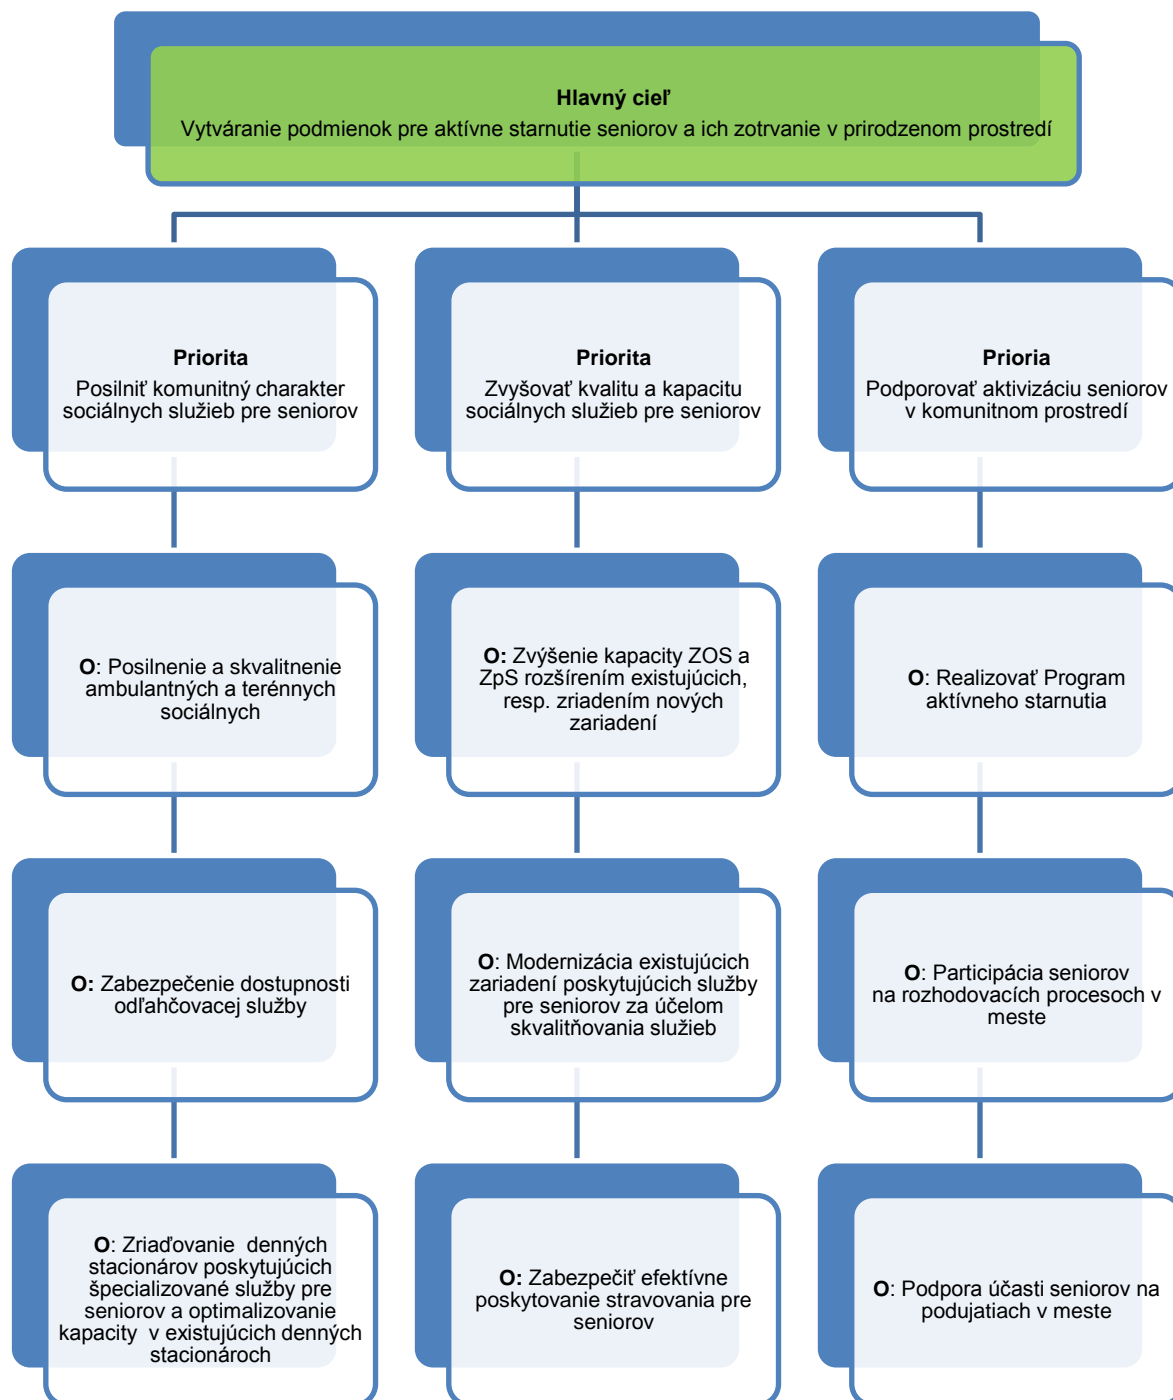 Hlavný cieľ
Vytváranie podmienok pre aktívne starnutie seniorov a ich zotrvanie v prirodzenom prostredí
Priorita
Posilniť komunitný charakter
sociálnych služieb pre seniorov
Priorita
Zvyšovať kvalitu a kapacitu
sociálnych služieb pre seniorov
Prioria
Podporovať aktivizáciu seniorov
v komunitnom prostredí
O: Posilnenie a skvalitnenie
ambulantných a terénnych
sociálnych
O: Zvýšenie kapacity ZOS a
ZpS rozšírením existujúcich,
resp. zriadením nových
zariadení
O: Realizovať Program
aktívneho starnutia
O: Zabezpečenie dostupnosti
odľahčovacej služby
O: Modernizácia existujúcich
zariadení poskytujúcich služby
pre seniorov za účelom
skvalitňovania služieb
O: Participácia seniorov
na rozhodovacích procesoch v
meste
O: Zriaďovanie denných
stacionárov poskytujúcich
špecializované služby pre
seniorov a optimalizovanie
kapacity v existujúcich denných
stacionároch
O: Zabezpečiť efektívne
poskytovanie stravovania pre
seniorov
O: Podpora účasti seniorov na
podujatiach v meste